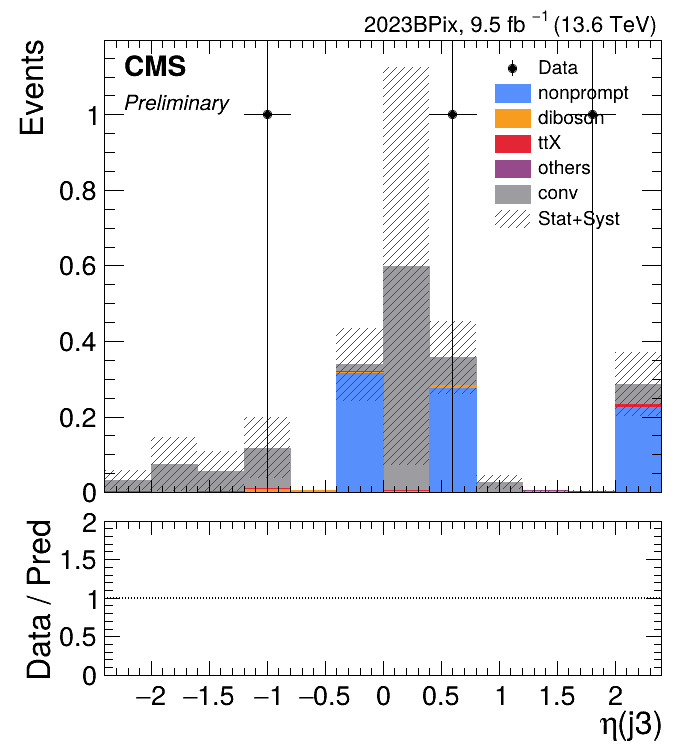 2023BPix, 9.5 fb⁻¹ (13.6 TeV)
CMS
Preliminary
Events
Data
nonprompt
diboson
ttX
others
conv
Stat+Syst
1
0.8
0.6
0.4
0.2
0
Data / Pred
2
1.5
1
0.5
0
−2
−1.5
−1
−0.5
0
0.5
1
1.5
2
η(j3)